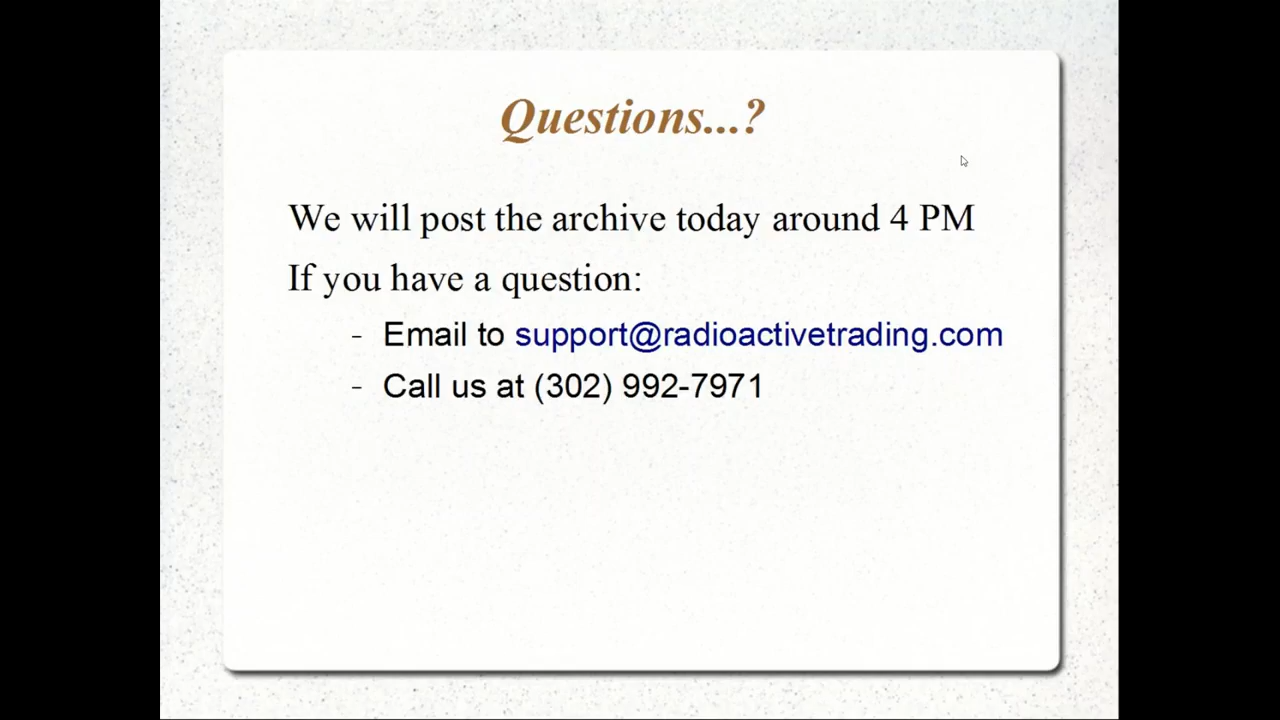 Questions...?
We will post the archive today around 4 PM
If you have a question:
- Email to support@radioactivetrading.com
- Call us at (302) 992-7971